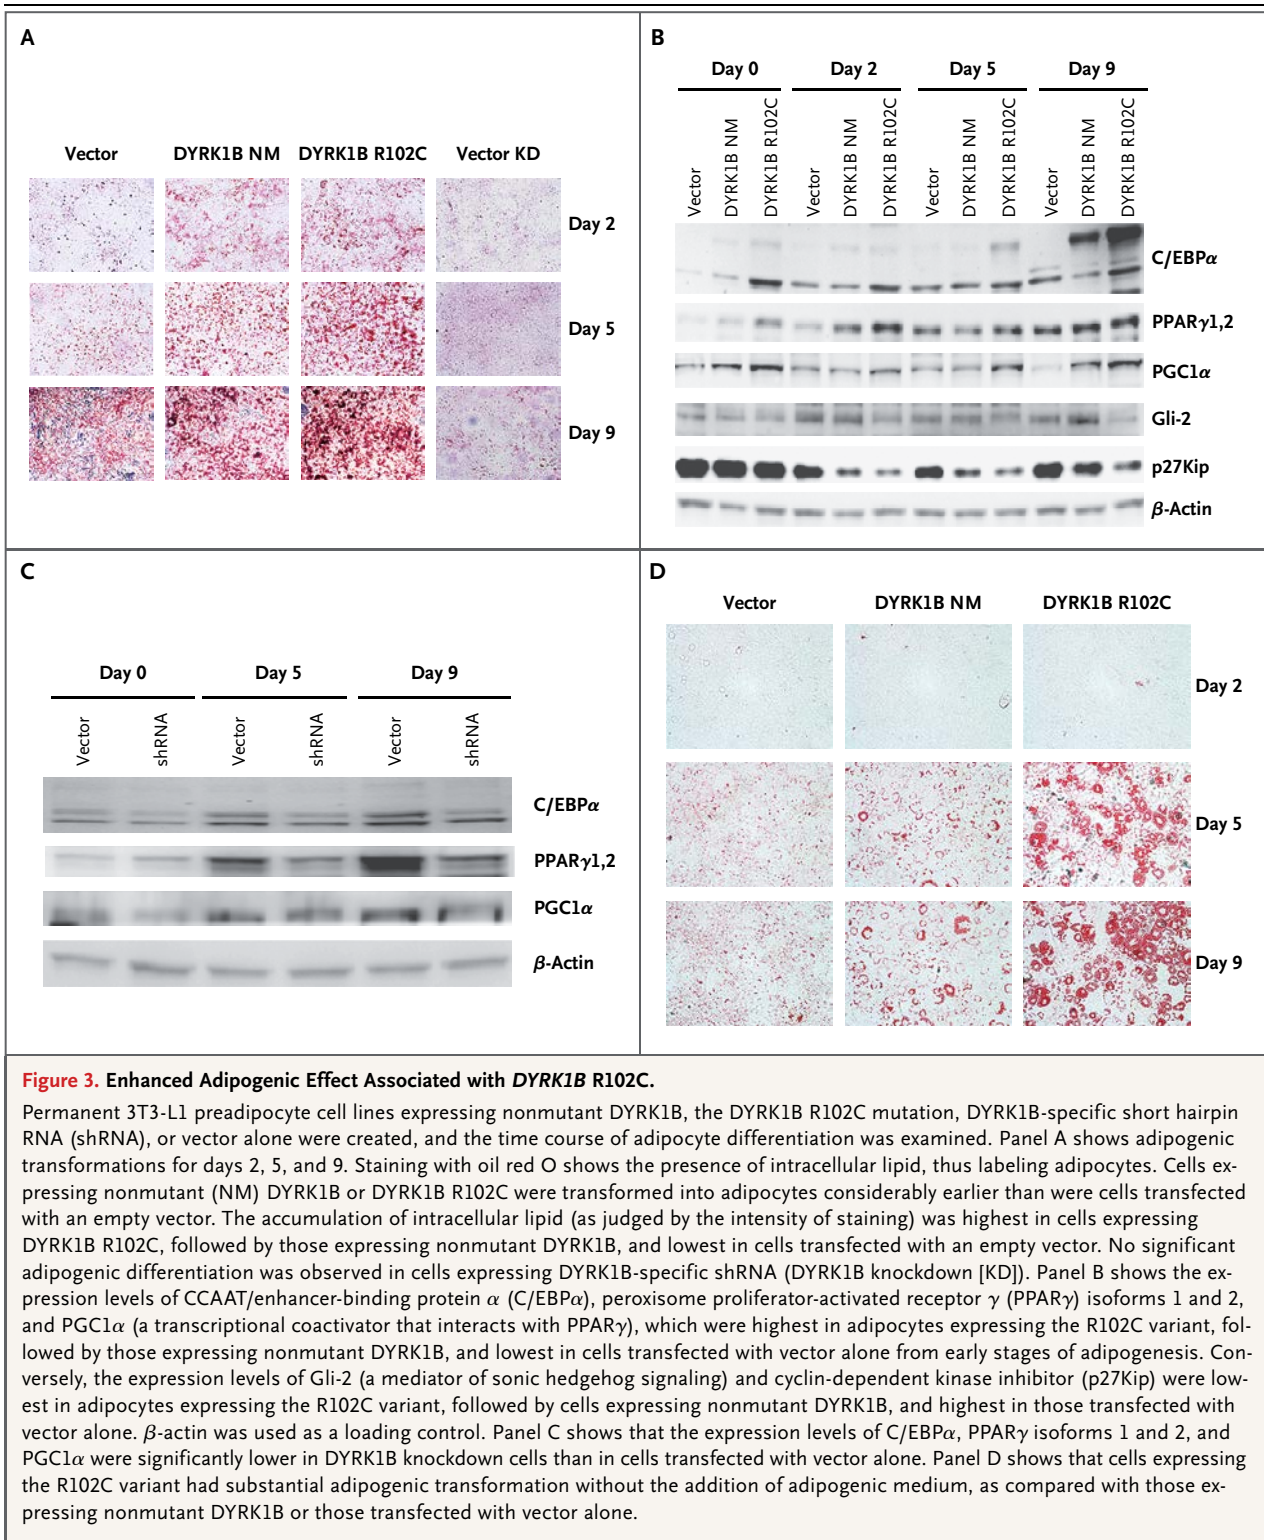 A
Vector DYRK1B NM DYRK1B R102C Vector KD
Day 2
Day 5
Day 9
B
Day 0 Day 2 Day 5 Day 9
Vector DYRK1B NM DYRK1B R102C Vector DYRK1B NM DYRK1B R102C Vector DYRK1B NM DYRK1B R102C Vector DYRK1B NM DYRK1B R102C
C/EBPα
PPARγ1,2
PGC1α
Gli-2
p27Kip
β-Actin
C
Day 0 Day 5 Day 9
Vector shRNA Vector shRNA Vector shRNA
C/EBPα
PPARγ1,2
PGC1α
β-Actin
D
Vector DYRK1B NM DYRK1B R102C
Day 2
Day 5
Day 9
Figure 3. Enhanced Adipogenic Effect Associated with DYRK1B R102C.
Permanent 3T3-L1 preadipocyte cell lines expressing nonmutant DYRK1B, the DYRK1B R102C mutation, DYRK1B-specific short hairpin
RNA (shRNA), or vector alone were created, and the time course of adipocyte differentiation was examined. Panel A shows adipogenic
transformations for days 2, 5, and 9. Staining with oil red O shows the presence of intracellular lipid, thus labeling adipocytes. Cells ex-
pressing nonmutant (NM) DYRK1B or DYRK1B R102C were transformed into adipocytes considerably earlier than were cells transfected
with an empty vector. The accumulation of intracellular lipid (as judged by the intensity of staining) was highest in cells expressing
DYRK1B R102C, followed by those expressing nonmutant DYRK1B, and lowest in cells transfected with an empty vector. No significant
adipogenic differentiation was observed in cells expressing DYRK1B-specific shRNA (DYRK1B knockdown [KD]). Panel B shows the ex-
pression levels of CCAAT/enhancer-binding protein α (C/EBPα), peroxisome proliferator-activated receptor γ (PPARγ) isoforms 1 and 2,
and PGC1α (a transcriptional coactivator that interacts with PPARγ), which were highest in adipocytes expressing the R102C variant, fol-
lowed by those expressing nonmutant DYRK1B, and lowest in cells transfected with vector alone from early stages of adipogenesis. Con-
versely, the expression levels of Gli-2 (a mediator of sonic hedgehog signaling) and cyclin-dependent kinase inhibitor (p27Kip) were low-
est in adipocytes expressing the R102C variant, followed by cells expressing nonmutant DYRK1B, and highest in those transfected with
vector alone. β-actin was used as a loading control. Panel C shows that the expression levels of C/EBPα, PPARγ isoforms 1 and 2, and
PGC1α were significantly lower in DYRK1B knockdown cells than in cells transfected with vector alone. Panel D shows that cells expressing
the R102C variant had substantial adipogenic transformation without the addition of adipogenic medium, as compared with those ex-
pressing nonmutant DYRK1B or those transfected with vector alone.